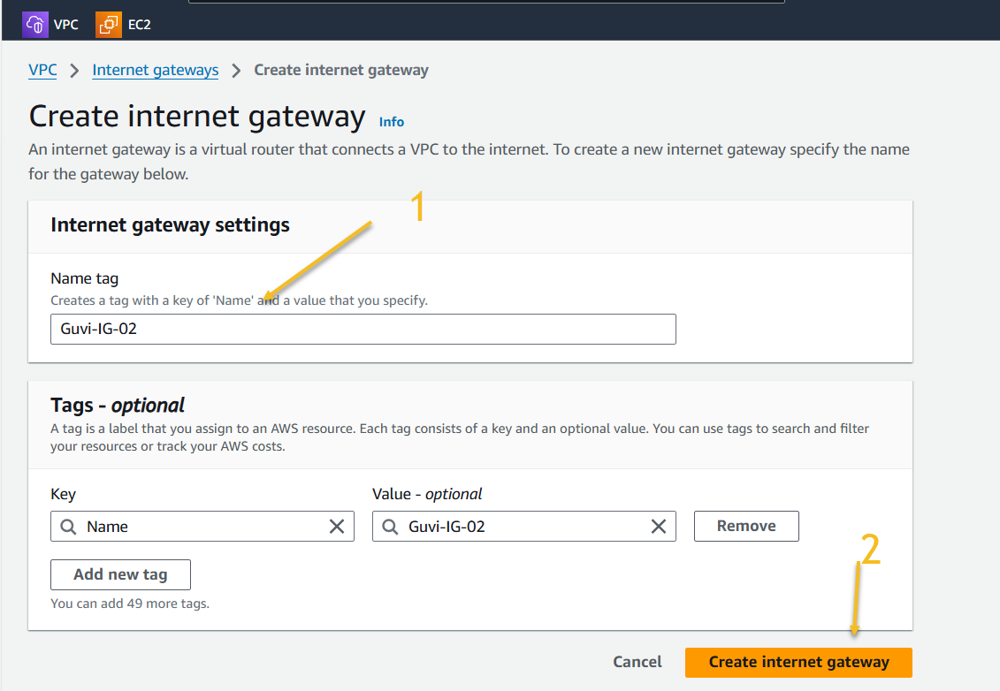 VPC EC2
VPC > Internet gateways > Create internet gateway
Create internet gateway Info
An internet gateway is a virtual router that connects a VPC to the internet. To create a new internet gateway specify the name
for the gateway below.
1
Internet gateway settings
Name tag
Creates a tag with a key of 'Name' and a value that you specify.
Guvi-IG-02
Tags - optional
A tag is a label that you assign to an AWS resource. Each tag consists of a key and an optional value. You can use tags to search and filter
your resources or track your AWS costs.
Key Value - optional
Name Guvi-IG-02 Remove
2
Add new tag
You can add 49 more tags.
Cancel Create internet gateway